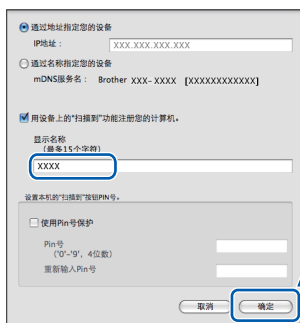 通过地址指定您的设备
IP地址： XXX.XXX.XXX.XXX
通过名称指定您的设备
mDNS服务名： Brother XXX-XXXX [XXXXXXXXXXXX]
用设备上的“扫描到”功能注册您的计算机。
显示名称
（最多15个字符）
XXXX
设置本机的“扫描到”按钮PIN号。
使用Pin号保护
Pin号
（'0'-'9'，4位数）
重新输入Pin号
取消 确定